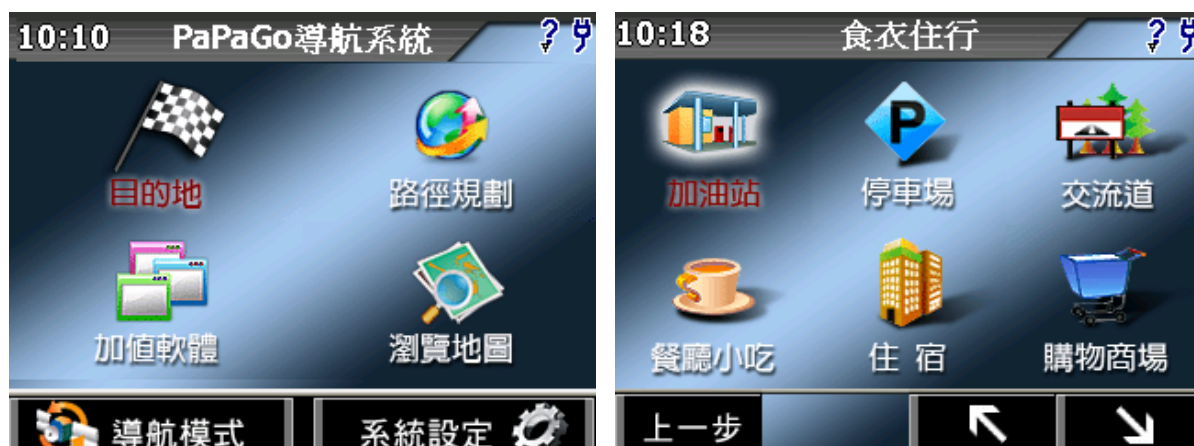 10:10 PaPaGo導航系統 ?
目的地 路徑規劃
加值軟體 瀏覽地圖
導航模式 系統設定
10:18 食衣住行 ?
P
加油站 停車場 交流道
餐廳小吃 住宿 購物商場
上一步